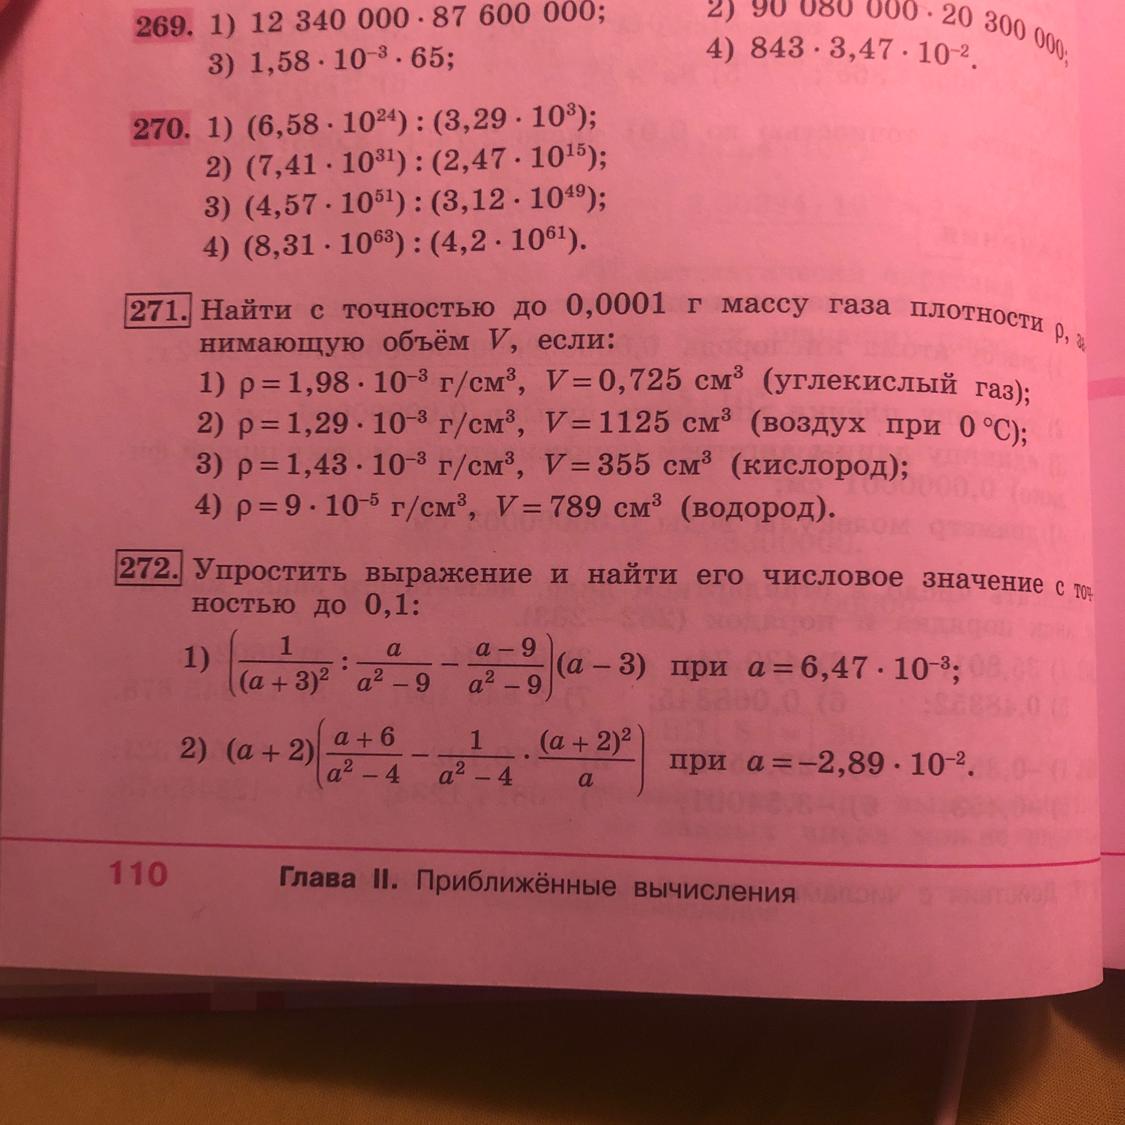 269. 1) 12 340 000 · 87 600 000; 2) 90 080 000 · 20 300 000;
3) 1,58 · 10⁻³ · 65; 4) 843 · 3,47 · 10⁻².
270. 1) (6,58 · 10²⁴) : (3,29 · 10³);
2) (7,41 · 10³¹) : (2,47 · 10¹⁵);
3) (4,57 · 10⁵¹) : (3,12 · 10⁴⁹);
4) (8,31 · 10⁶³) : (4,2 · 10⁶¹).
271. Найти с точностью до 0,0001 г массу газа плотности ρ, за
нимающую объём V, если:
1) ρ = 1,98 · 10⁻³ г/см³, V = 0,725 см³ (углекислый газ);
2) ρ = 1,29 · 10⁻³ г/см³, V = 1125 см³ (воздух при 0 °С);
3) ρ = 1,43 · 10⁻³ г/см³, V = 355 см³ (кислород);
4) ρ = 9 · 10⁻⁵ г/см³, V = 789 см³ (водород).
272. Упростить выражение и найти его числовое значение с точ
ностью до 0,1:
1) (1/(a + 3)² : a/(a² − 9) − (a − 9)/(a² − 9))(a − 3) при a = 6,47 · 10⁻³;
2) (a + 2)((a + 6)/(a² − 4) − 1/(a² − 4) · (a + 2)²/a) при a = −2,89 · 10⁻².
110 Глава II. Приближённые вычисления